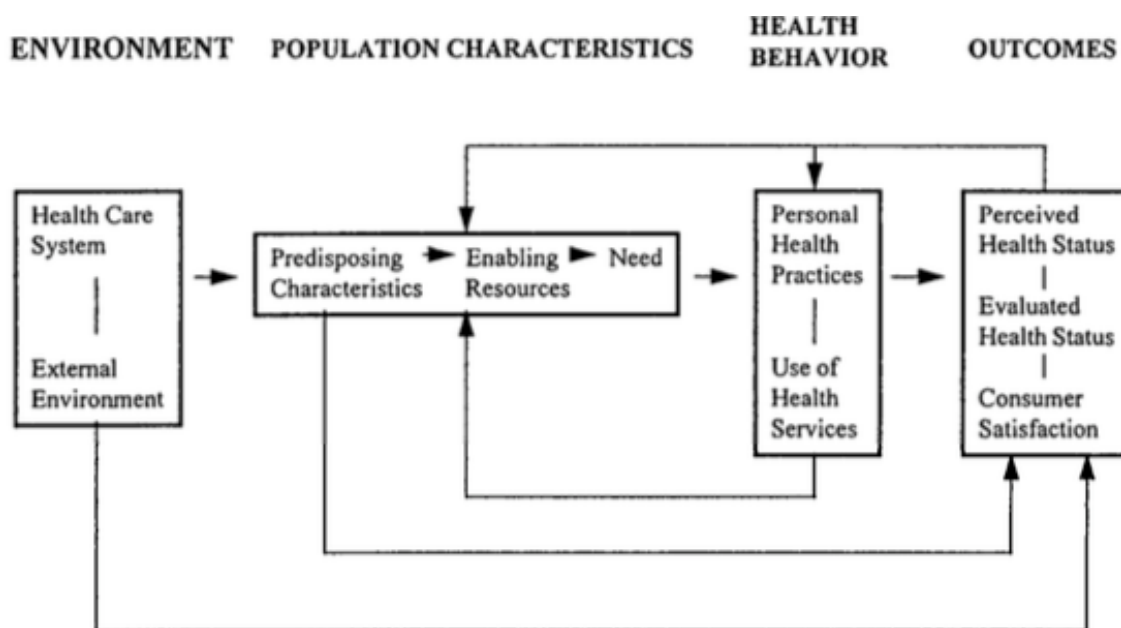 ENVIRONMENT
POPULATION CHARACTERISTICS
HEALTH
BEHAVIOR
OUTCOMES
Health Care
System
External
Environment
Predisposing
Characteristics
Enabling
Resources
Need
Personal
Health
Practices
Use of
Health
Services
Perceived
Health Status
Evaluated
Health Status
Consumer
Satisfaction